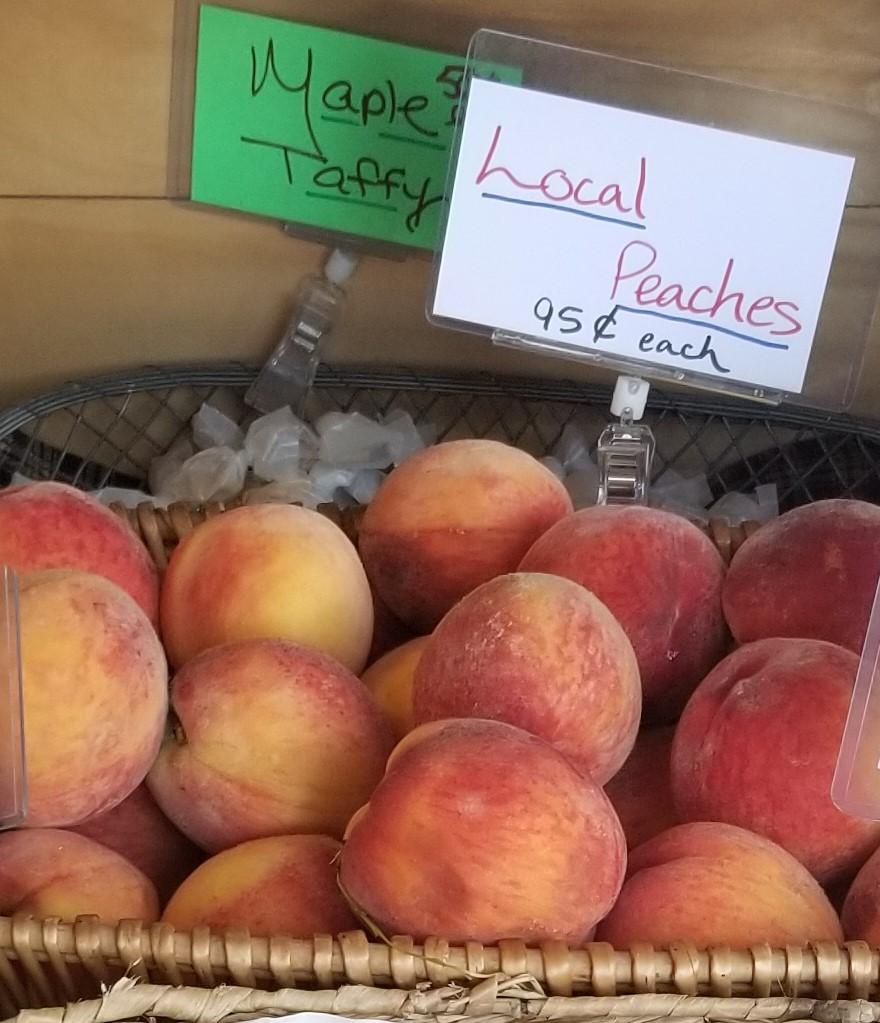 Maple
Taffy
Local
Peaches
95¢ each